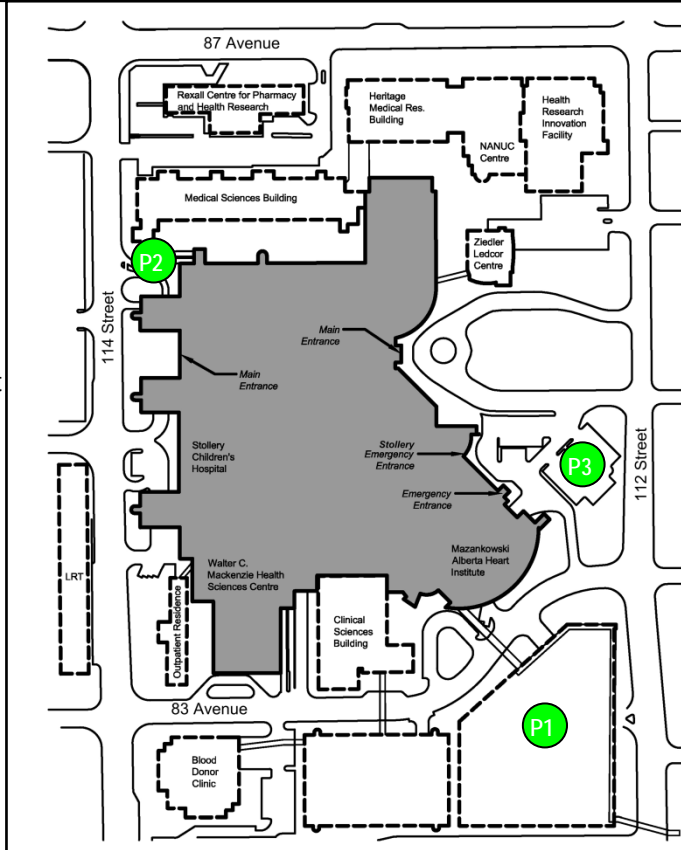 87 Avenue
Rexall Centre for Pharmacy
and Health Research
Heritage
Medical Res.
Building
Health
Research
Innovation
Facility
NANUC
Centre
Medical Sciences Building
Ziedler
Ledcor
Centre
P2
114 Street
Main
Entrance
Main
Entrance
Stollery
Children's
Hospital
Stollery
Emergency
Entrance
Emergency
Entrance
P3
112 Street
Mazankowski
Alberta Heart
Institute
Walter C.
Mackenzie Health
Sciences Centre
LRT
Outpatient Residence
Clinical
Sciences
Building
83 Avenue
P1
Blood
Donor
Clinic